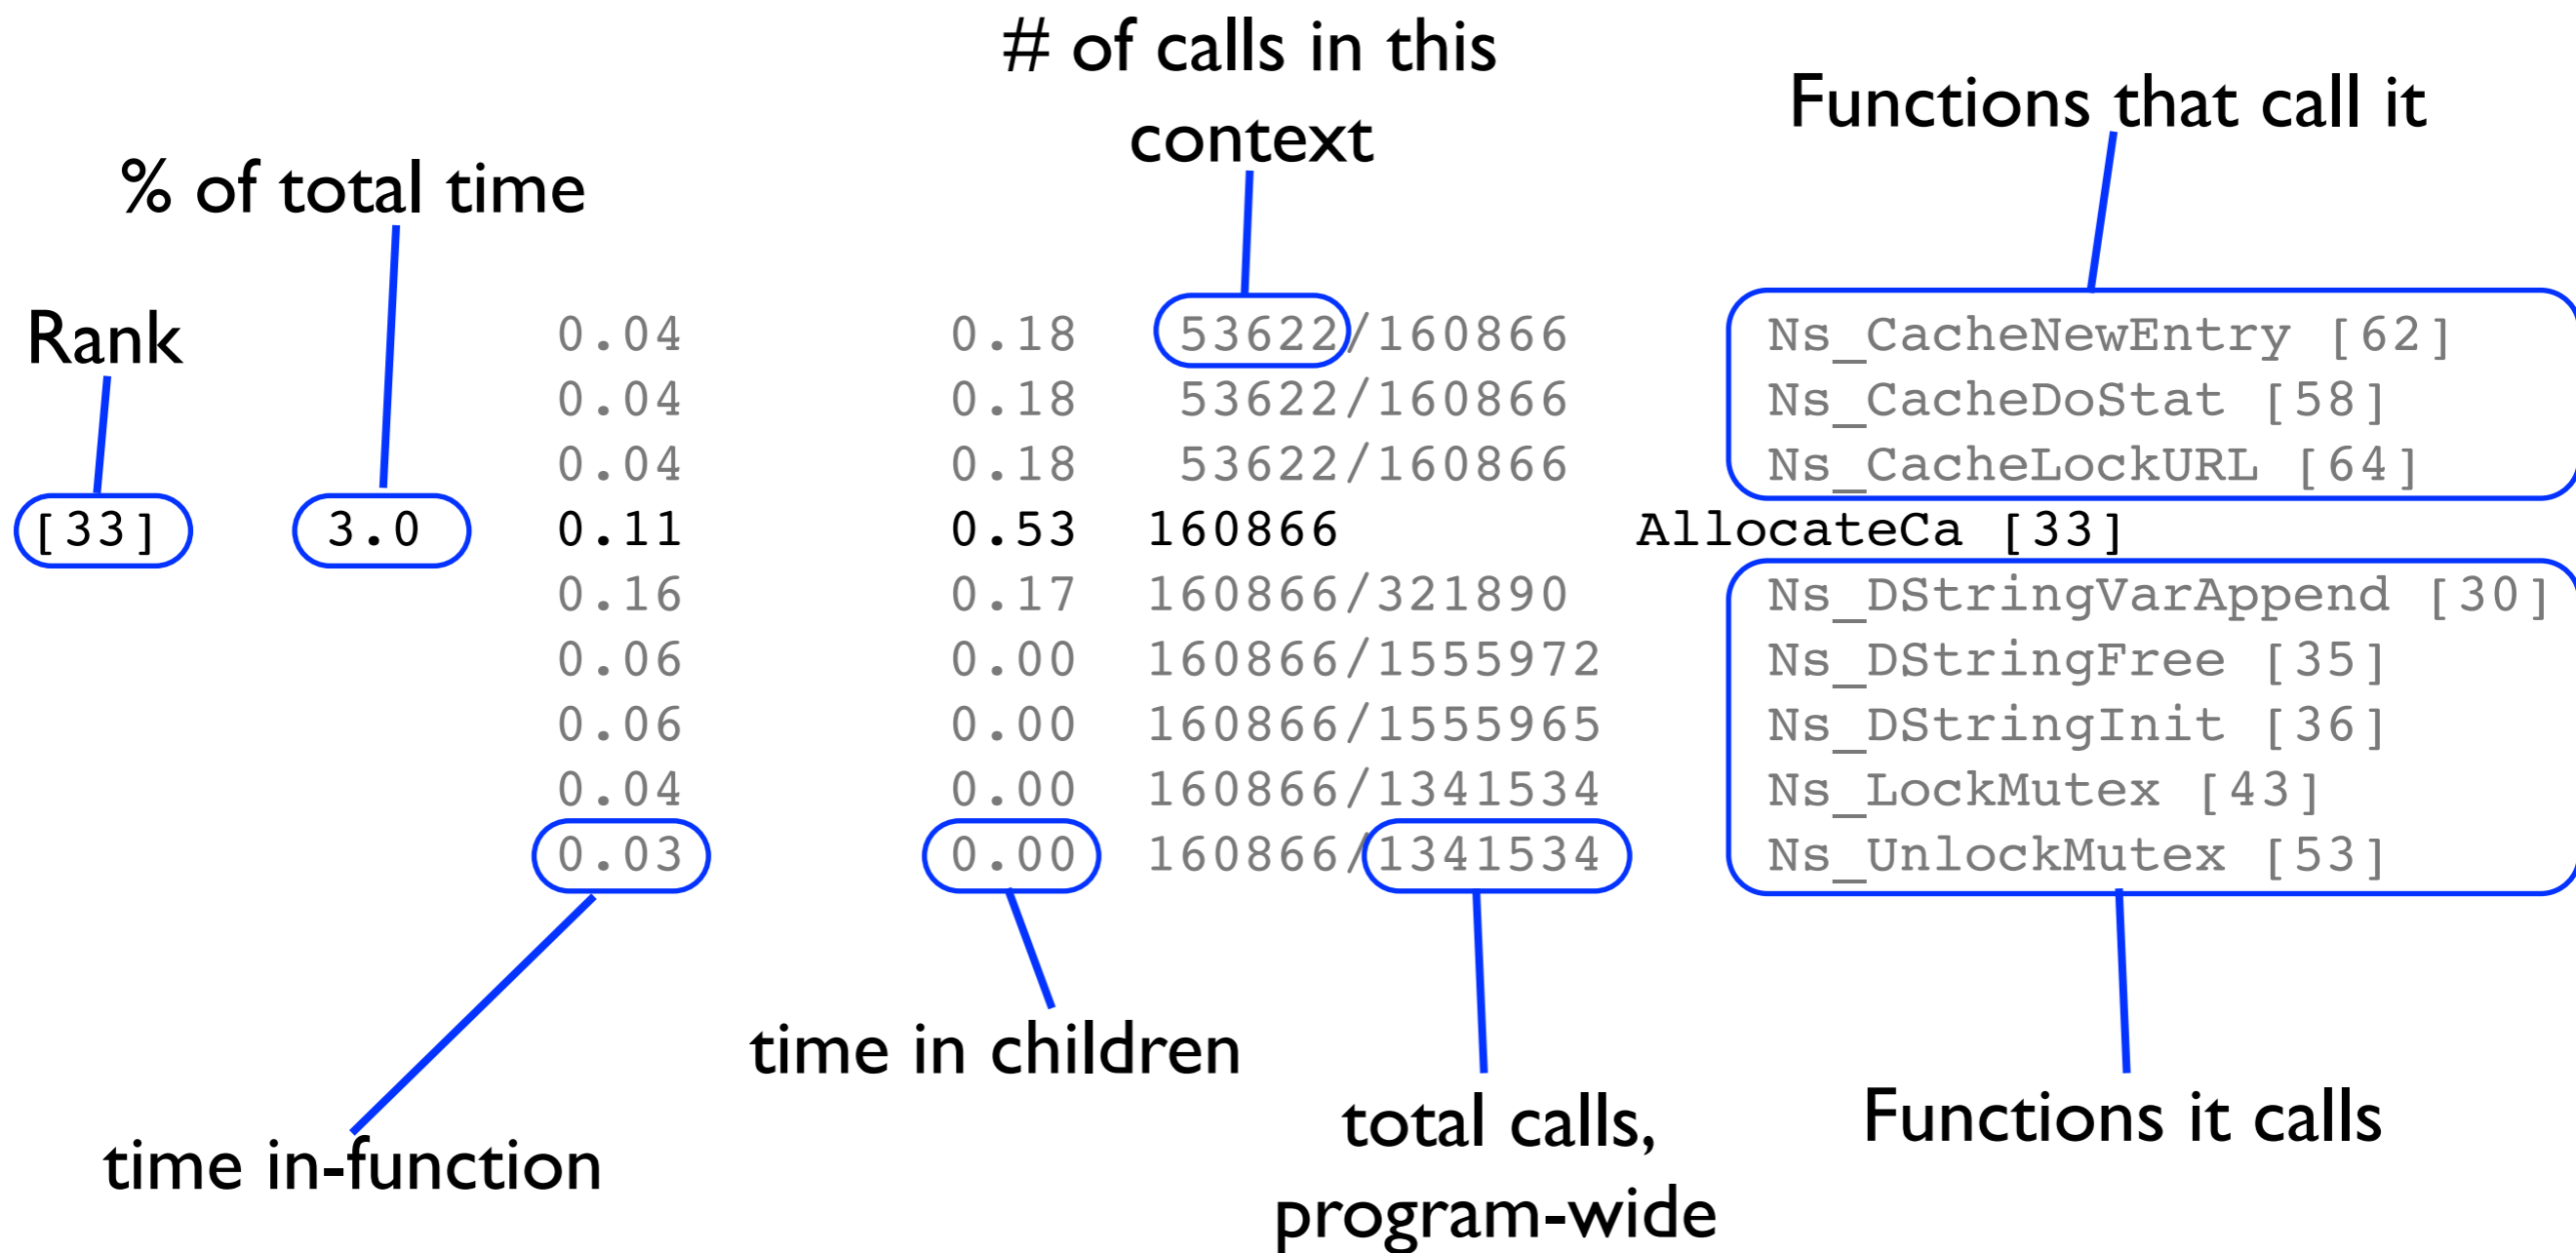 # of calls in this
context
Functions that call it
% of total time
Rank
0.04 0.18 53622/160866 Ns_CacheNewEntry [62]
0.04 0.18 53622/160866 Ns_CacheDoStat [58]
0.04 0.18 53622/160866 Ns_CacheLockURL [64]
[33] 3.0 0.11 0.53 160866 AllocateCa [33]
0.16 0.17 160866/321890 Ns_DStringVarAppend [30]
0.06 0.00 160866/1555972 Ns_DStringFree [35]
0.06 0.00 160866/1555965 Ns_DStringInit [36]
0.04 0.00 160866/1341534 Ns_LockMutex [43]
0.03 0.00 160866/1341534 Ns_UnlockMutex [53]
time in children
time in-function
total calls,
program-wide
Functions it calls